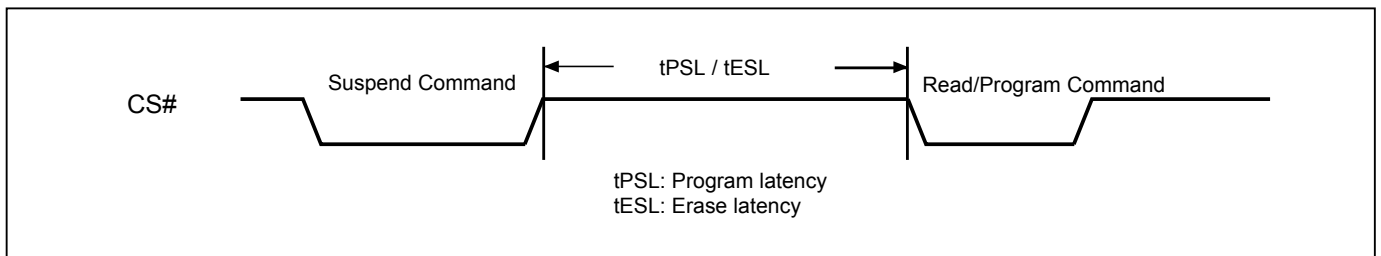 Suspend Command
tPSL / tESL
Read/Program Command
CS#
tPSL: Program latency
tESL: Erase latency